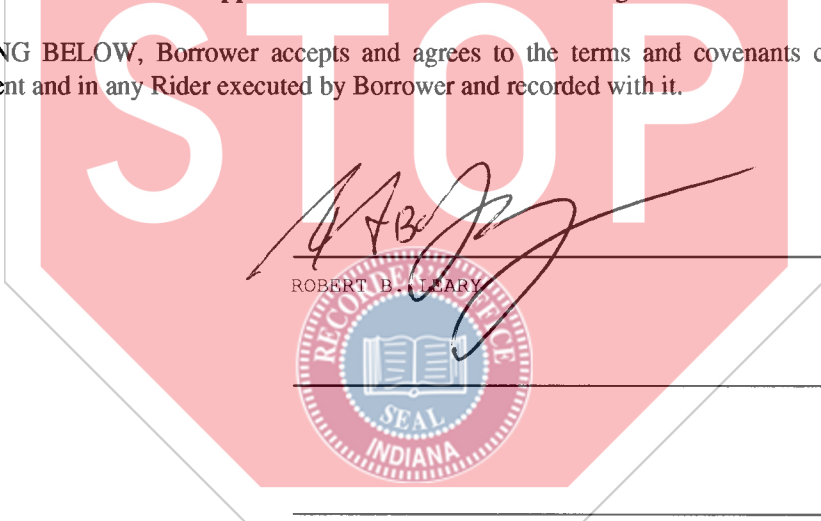 NG BELOW, Borrower accepts and agrees to the terms and covenants c
ent and in any Rider executed by Borrower and recorded with it.
STOP
ROBERT B. LEARY
RECORDER'S OFFICE
SEAL
INDIANA